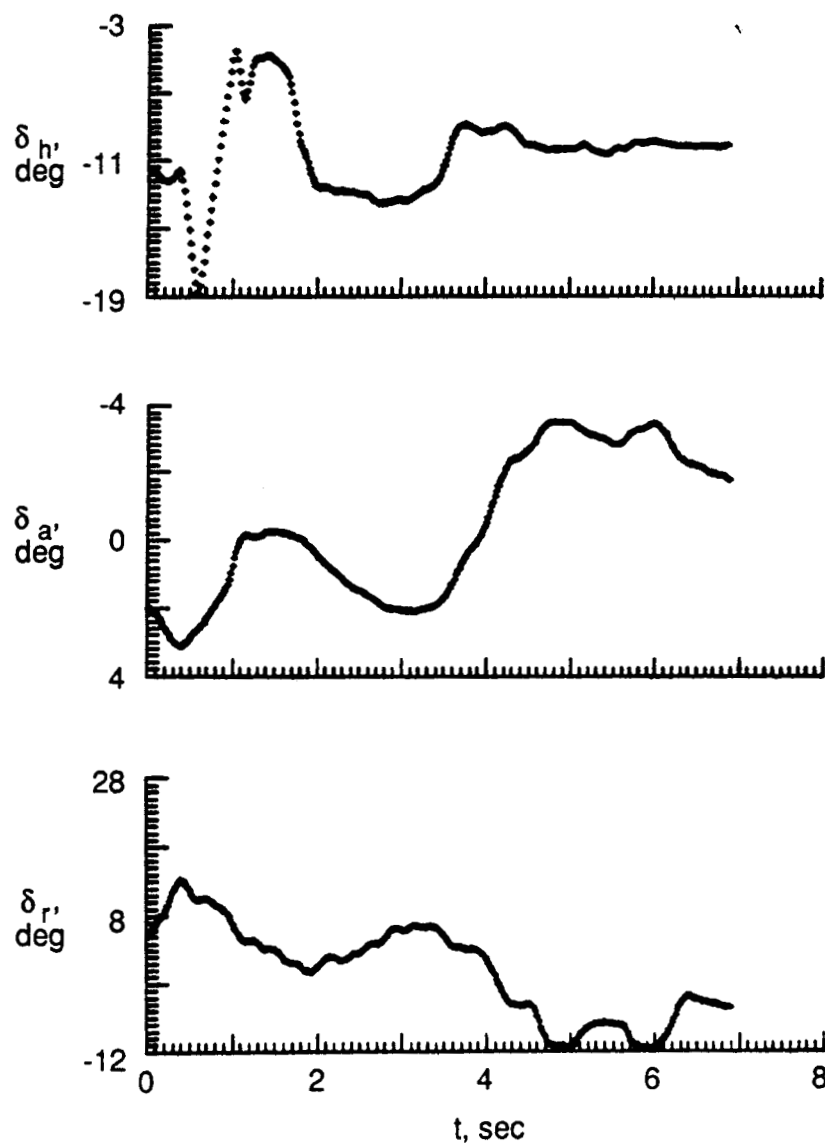 -3
δh,
deg
-11
-19
-4
δa,
deg
0
4
28
δr,
deg
8
-12
0 2 4 6 8
t, sec